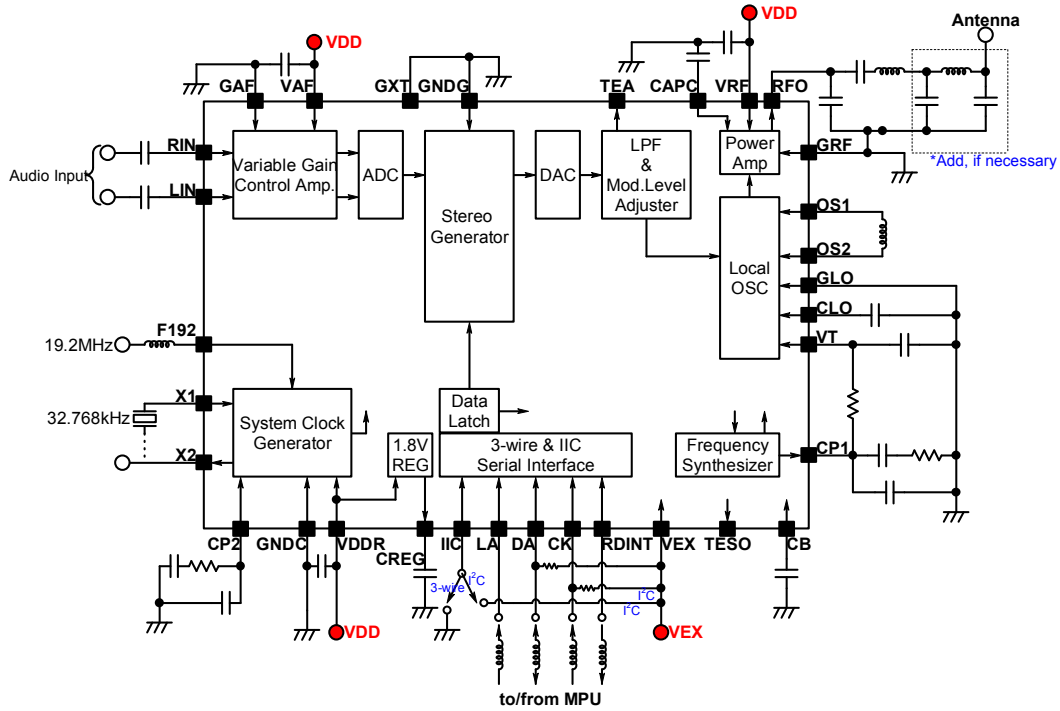 Antenna
VDD
VDD
GAF
VAF
GXT
GNDG
TEA
CAPC
VRF
RFO
RIN
LIN
Audio Input
Variable Gain
Control Amp.
ADC
Stereo
Generator
DAC
LPF
&
Mod.Level
Adjuster
Power
Amp
GRF
*Add, if necessary
OS1
OS2
Local
OSC
GLO
CLO
VT
F192
19.2MHz
X1
32.768kHz
X2
System Clock
Generator
Data
Latch
1.8V
REG
3-wire & IIC
Serial Interface
Frequency
Synthesizer
CP1
CP2
GNDC
VDDR
CREG
IIC
LA
DA
CK
RDINT
VEX
TESO
CB
3-wire
I²C
I²C
I²C
VDD
VEX
to/from MPU